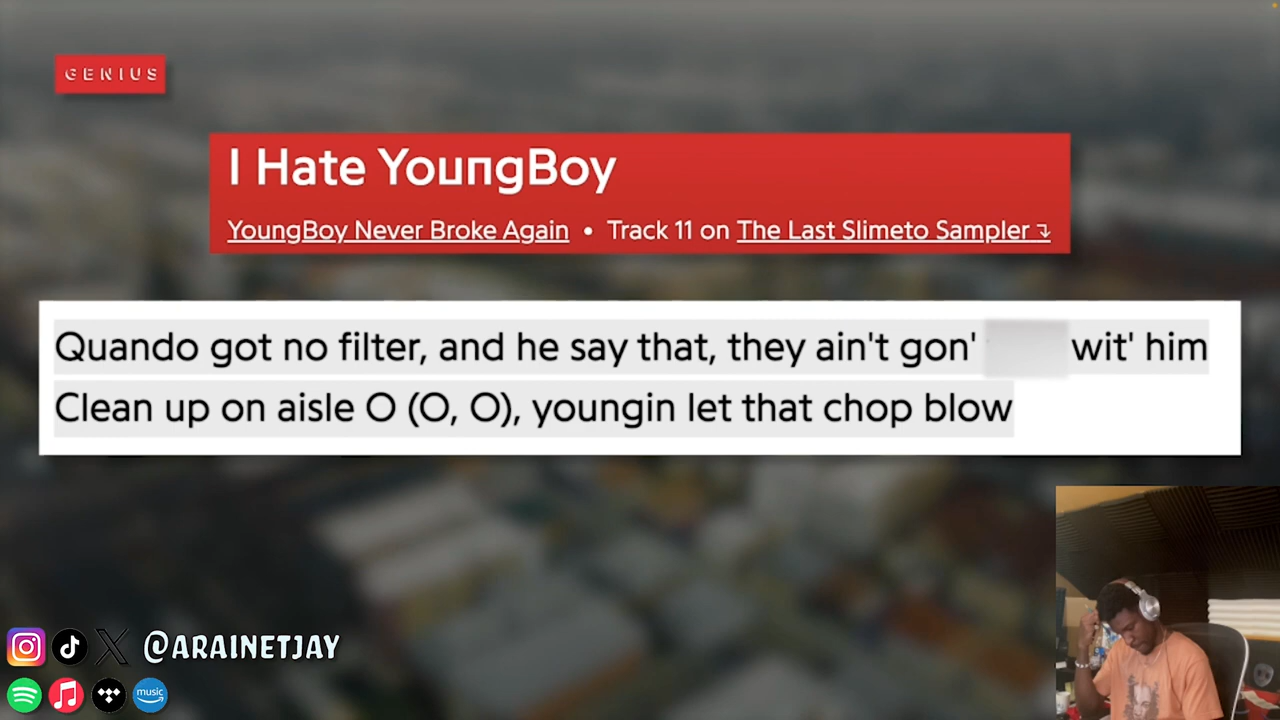 GENIUS
I Hate YoungBoy
YoungBoy Never Broke Again • Track 11 on The Last Slimeto Sampler
Quando got no filter, and he say that, they ain't gon' wit' him
Clean up on aisle O (O, O), youngin let that chop blow
@ARAINETJAY
music